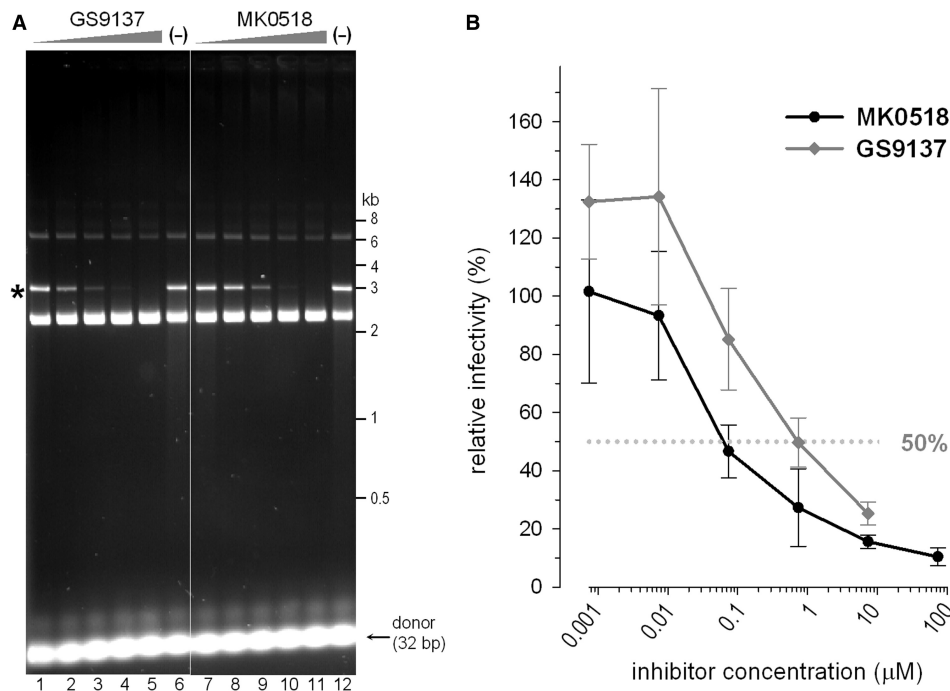 A
GS9137 (–) MK0518 (–)
kb
8
6
4
*
3
2
1
0.5
donor
(32 bp)
1 2 3 4 5 6 7 8 9 10 11 12
B
relative infectivity (%)
160
140
120
100
80
60
40
20
0
MK0518
GS9137
50%
0.001 0.01 0.1 1 10 100
inhibitor concentration (μM)